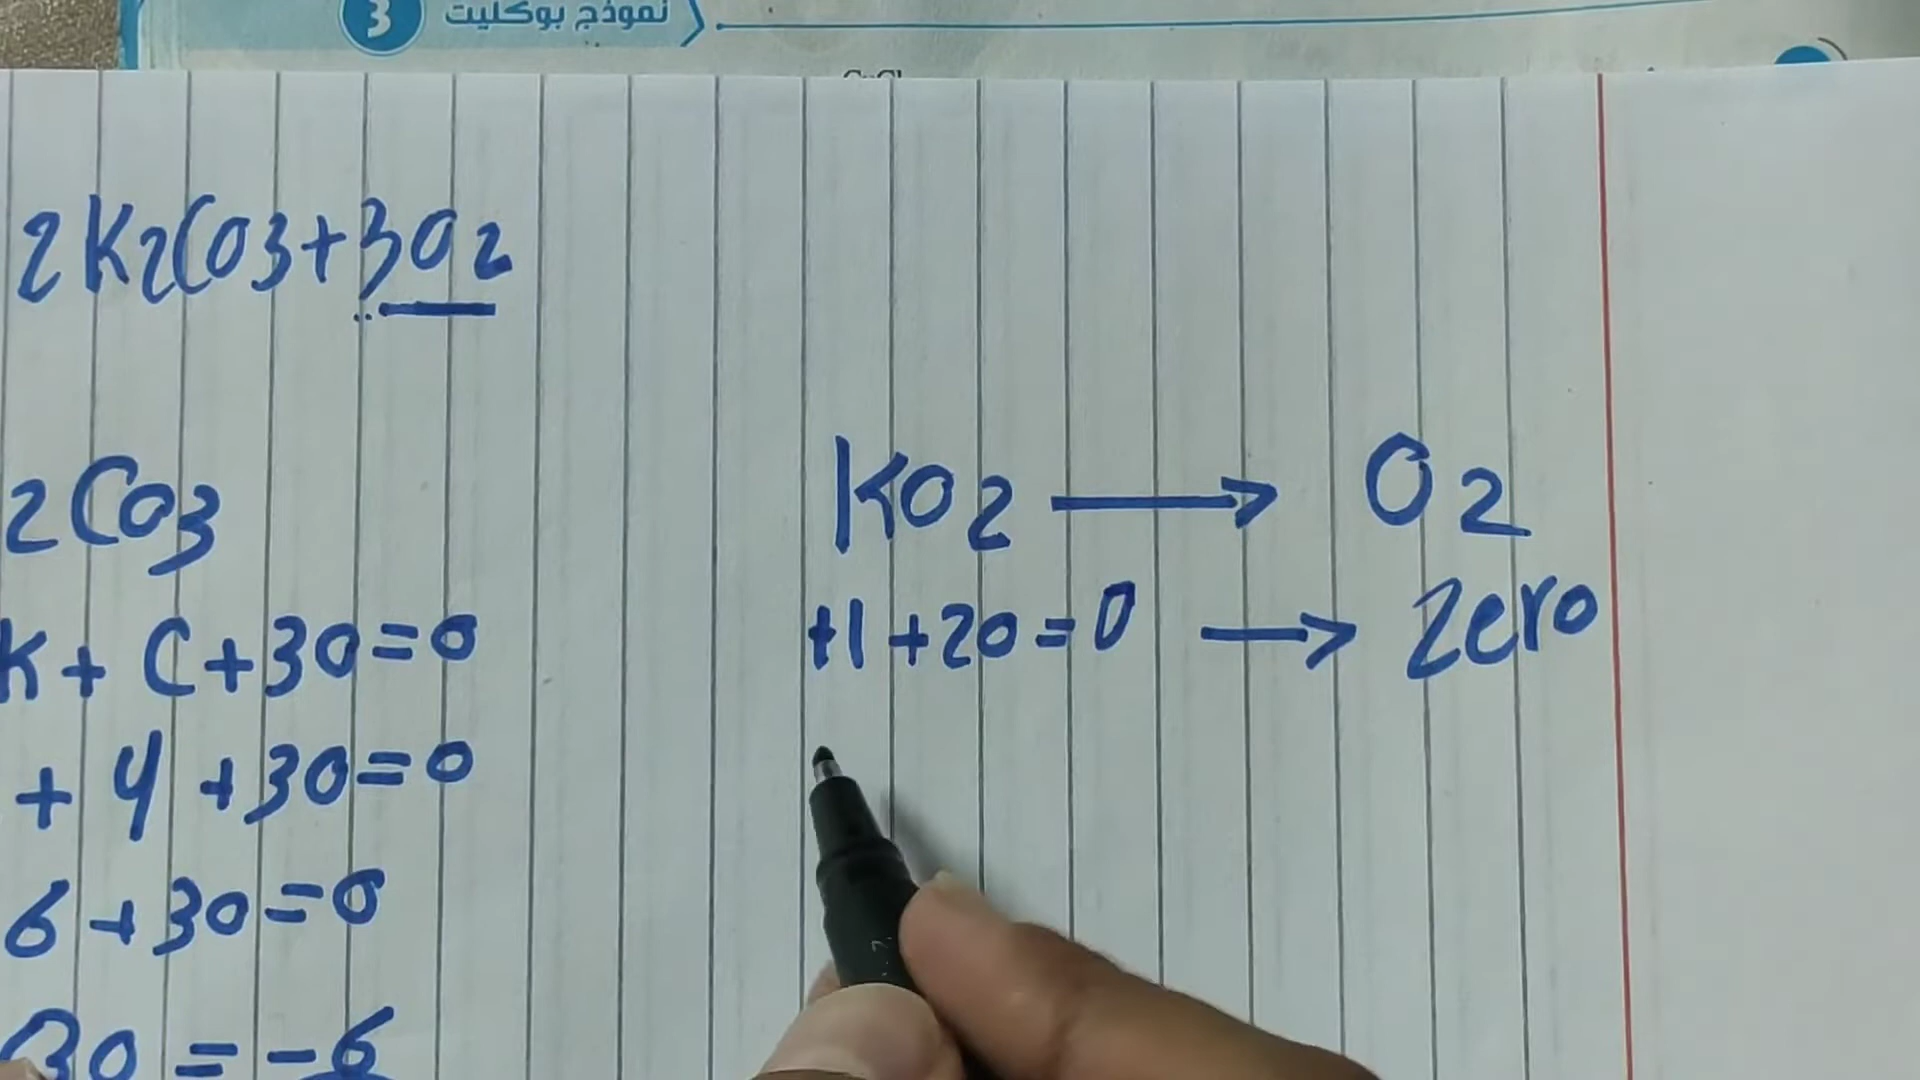 نموذج بوكليت 3
2K2CO3+3O2
KO2 → O2
2CO3
+1+2O=0 → Zero
K+C+3O=0
+4+3O=0
6+3O=0
3O=-6